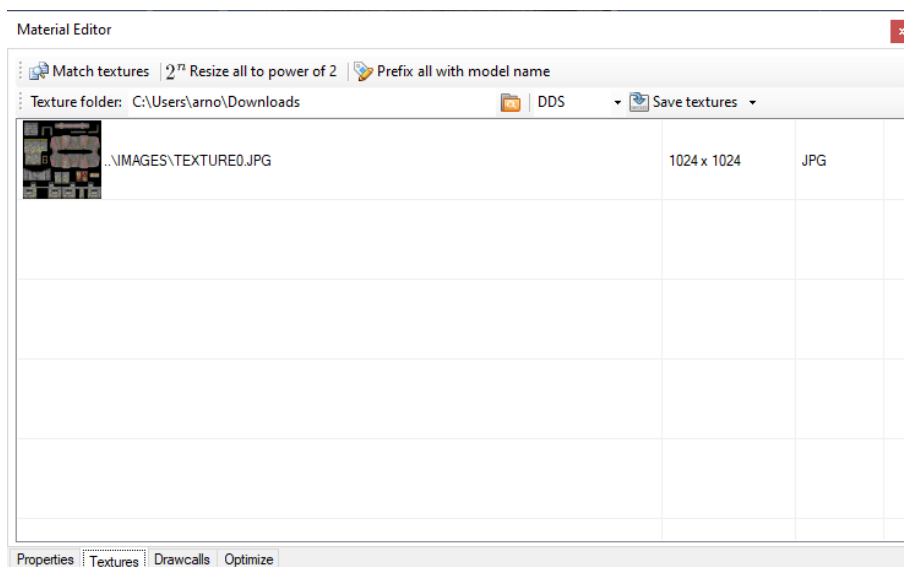 Material Editor
Match textures 2ⁿ Resize all to power of 2 Prefix all with model name
Texture folder: C:\Users\arno\Downloads DDS Save textures
..\IMAGES\TEXTURE0.JPG 1024 x 1024 JPG
Properties Textures Drawcalls Optimize